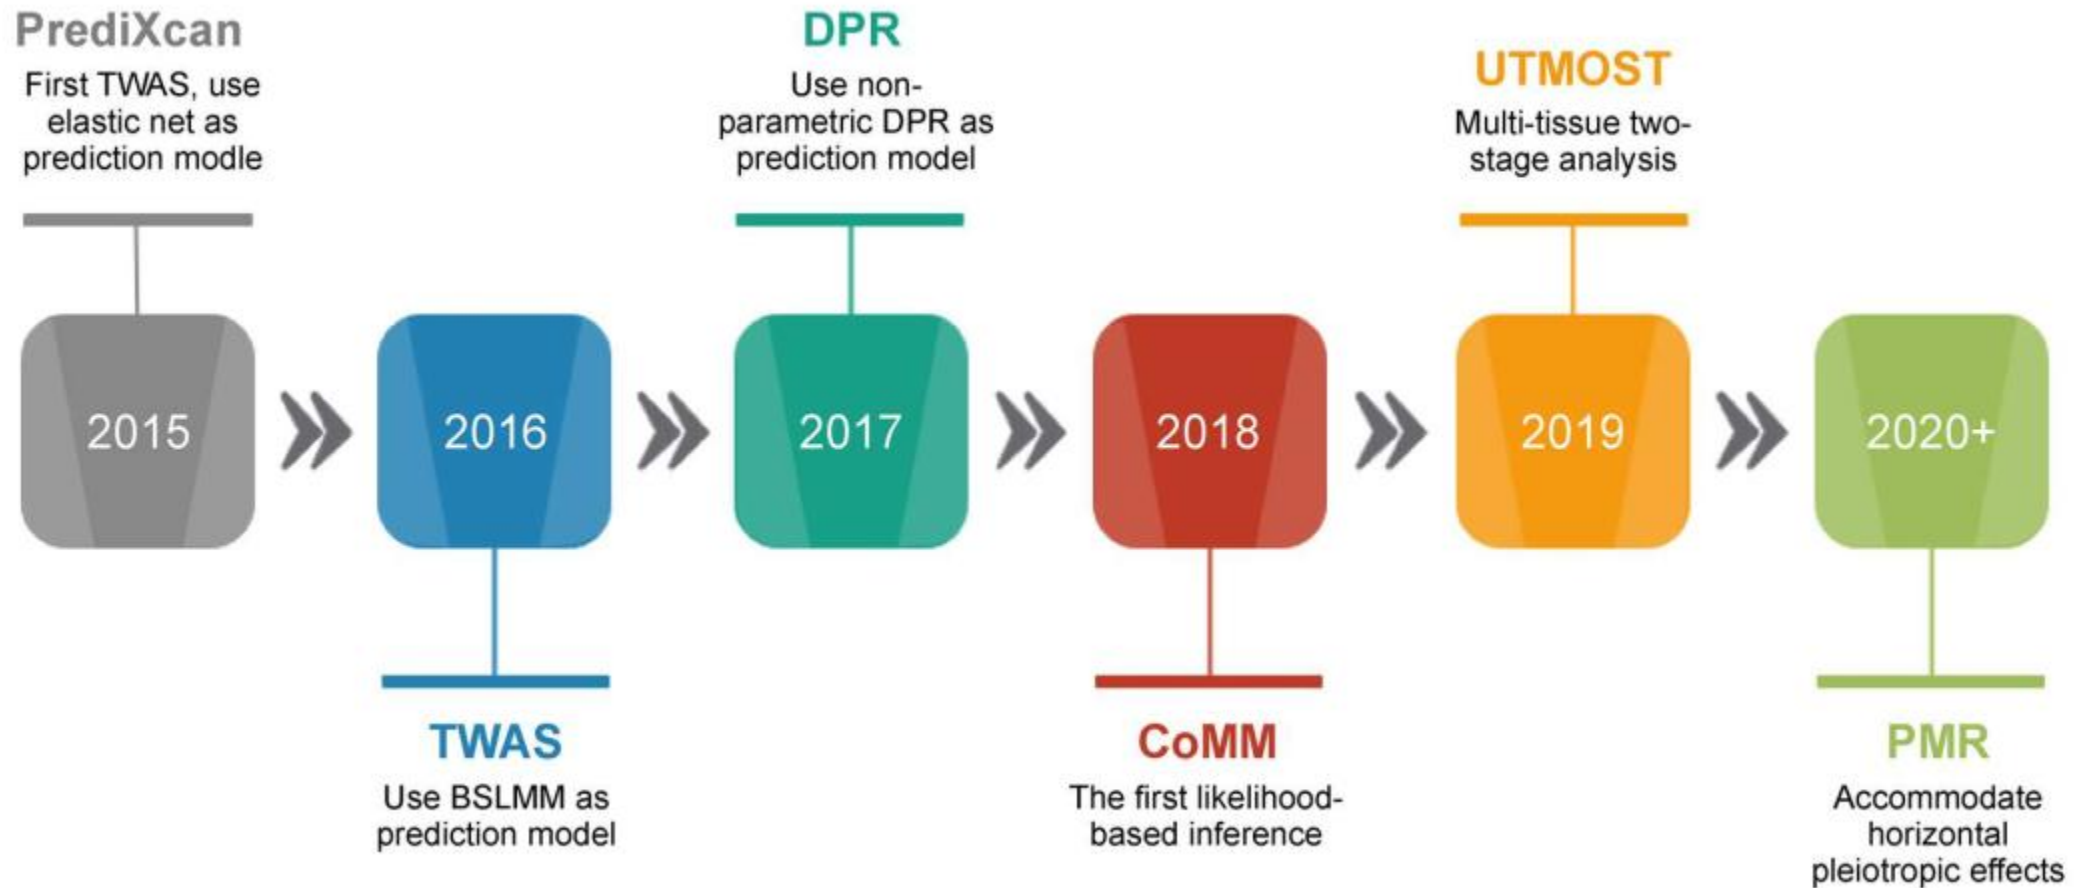 PrediXcan
First TWAS, use
elastic net as
prediction modle
DPR
Use non-
parametric DPR as
prediction model
UTMOST
Multi-tissue two-
stage analysis
2015
2016
2017
2018
2019
2020+
TWAS
Use BSLMM as
prediction model
CoMM
The first likelihood-
based inference
PMR
Accommodate
horizontal
pleiotropic effects